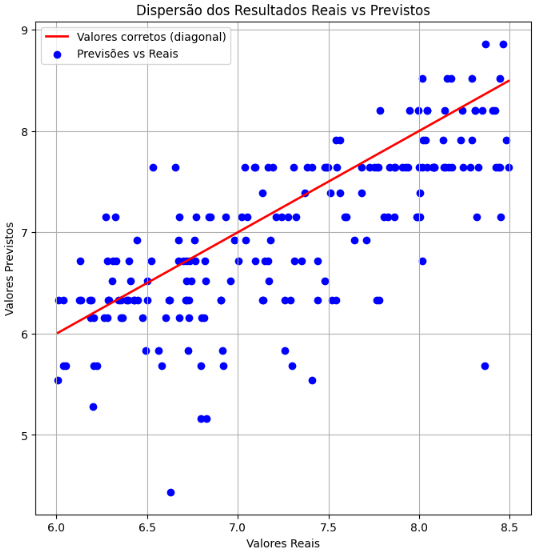 Dispersão dos Resultados Reais vs Previstos
Valores corretos (diagonal)
Previsões vs Reais
Valores Previstos
9
8
7
6
5
6.0 6.5 7.0 7.5 8.0 8.5
Valores Reais